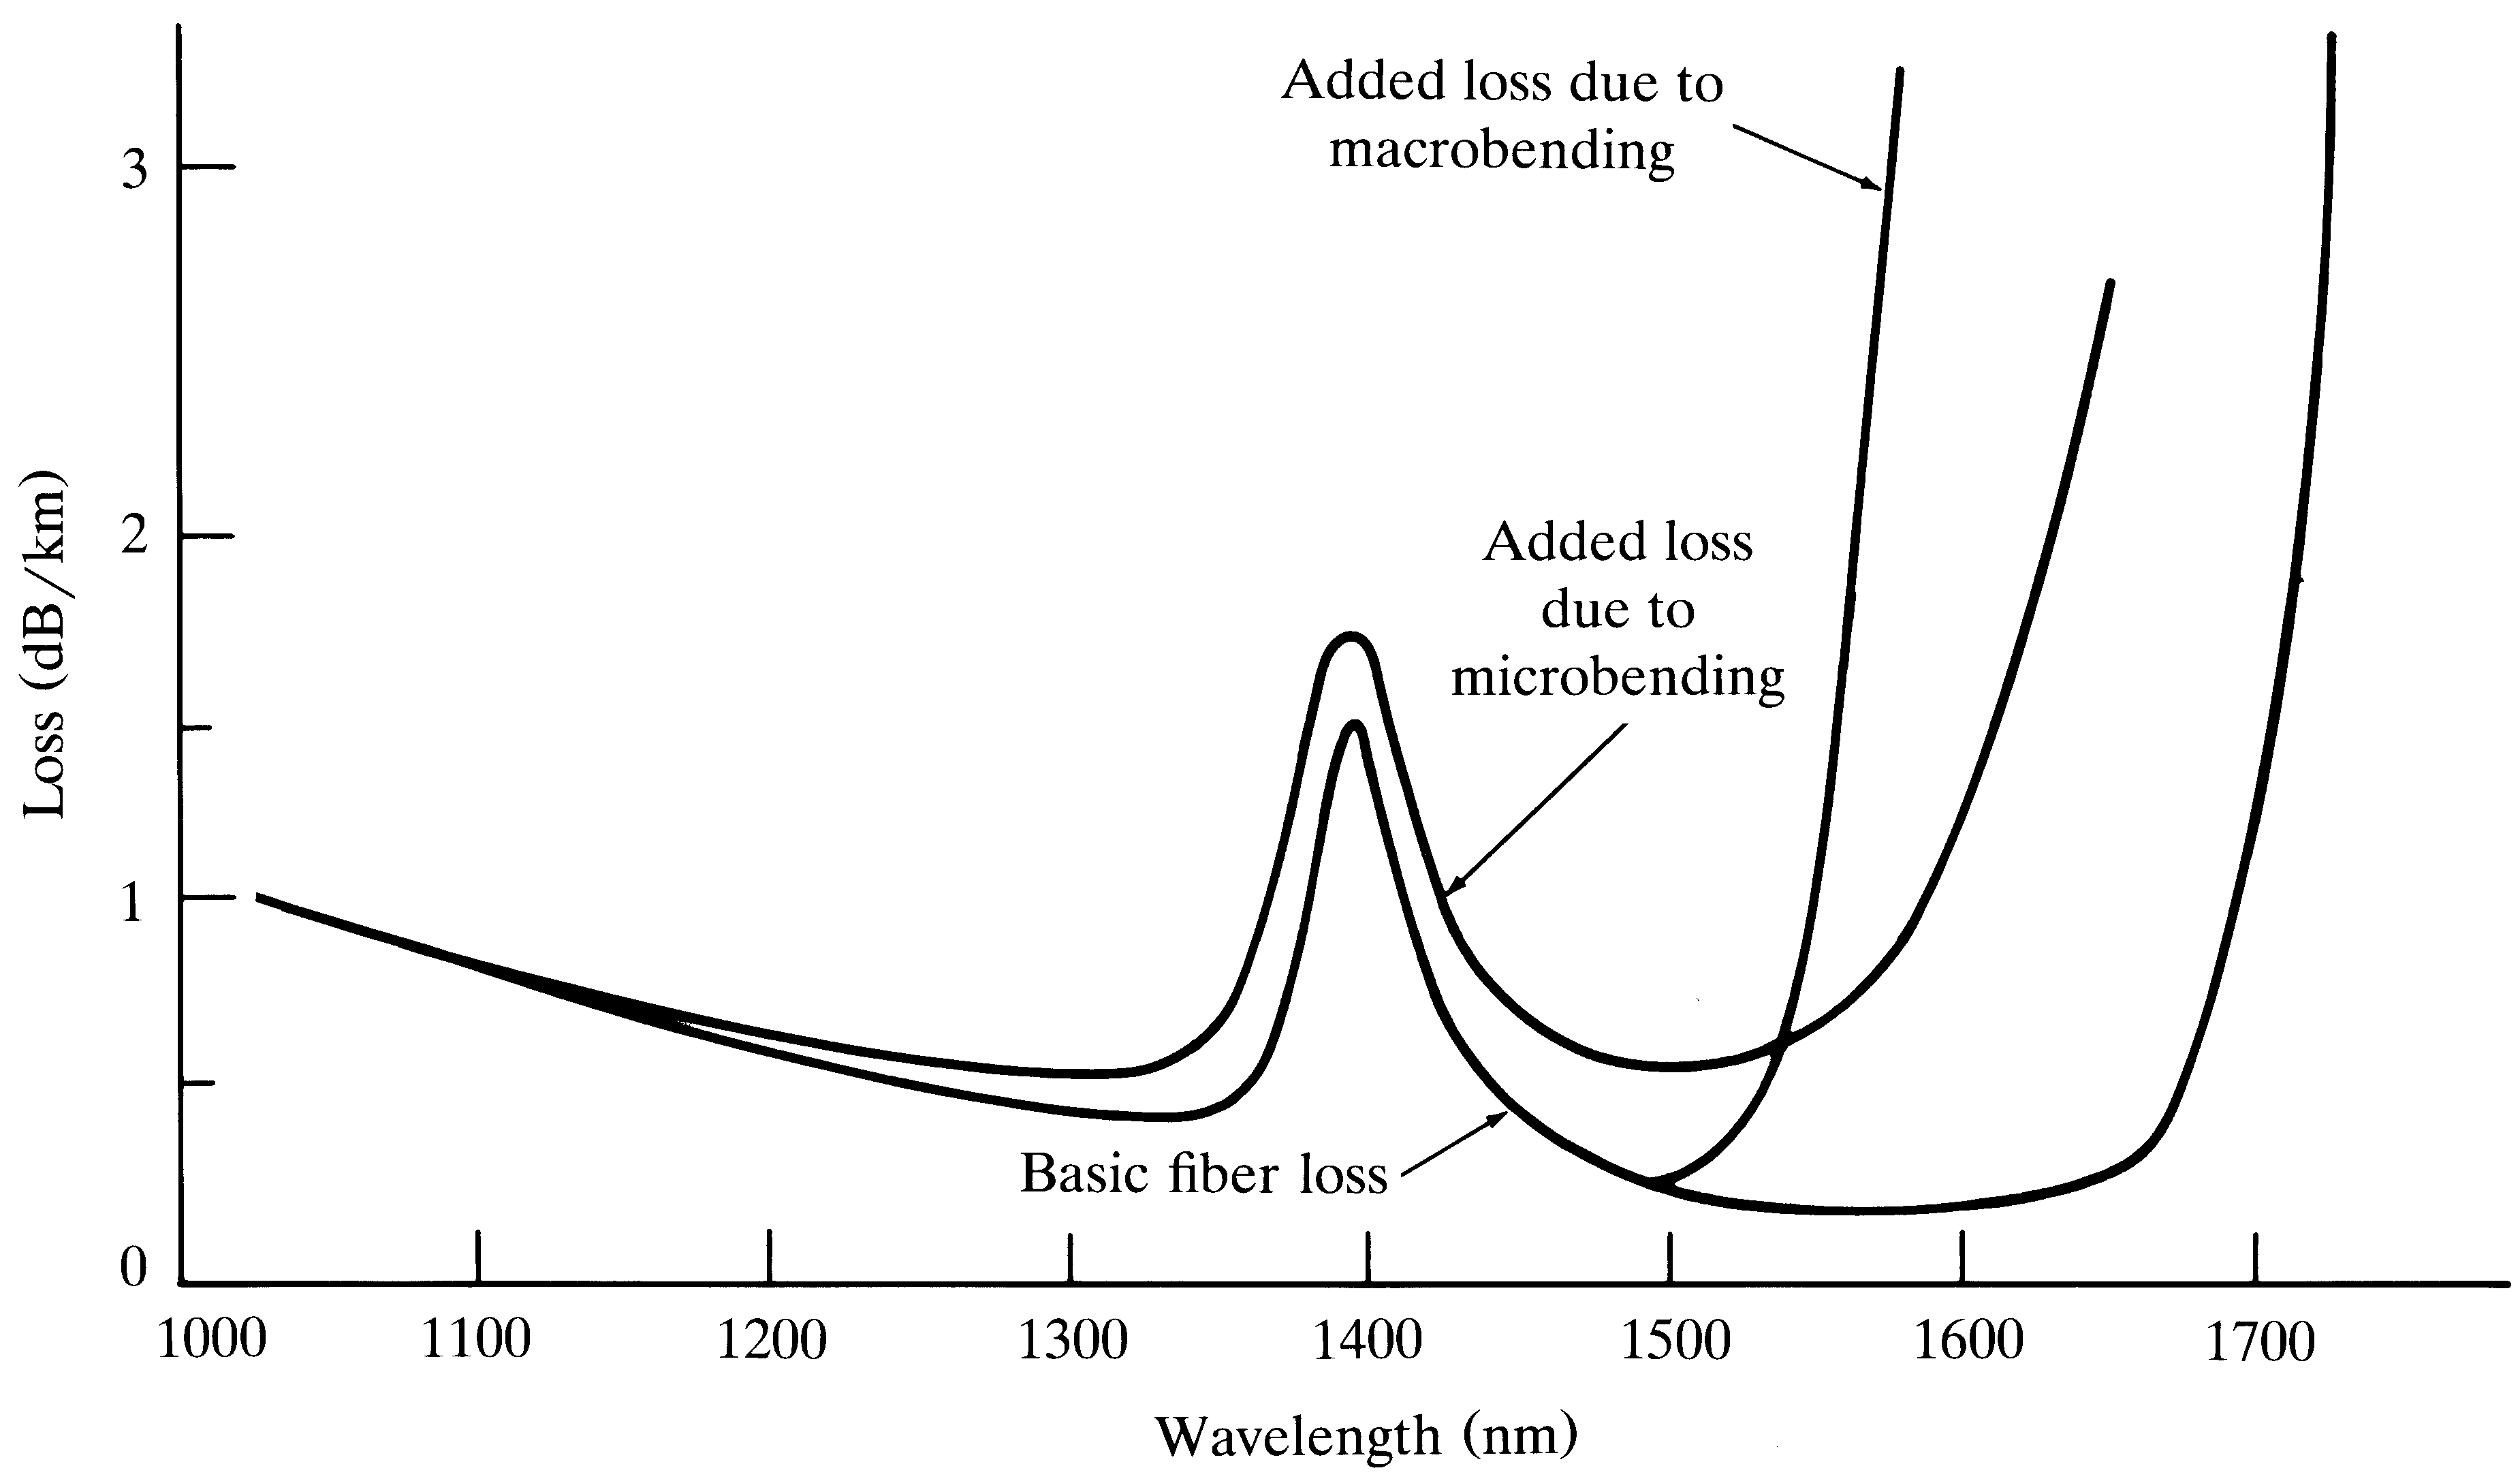 Added loss due to
macrobending
3
Added loss
due to
microbending
2
Loss (dB/km)
1
Basic fiber loss
0
1000 1100 1200 1300 1400 1500 1600 1700
Wavelength (nm)